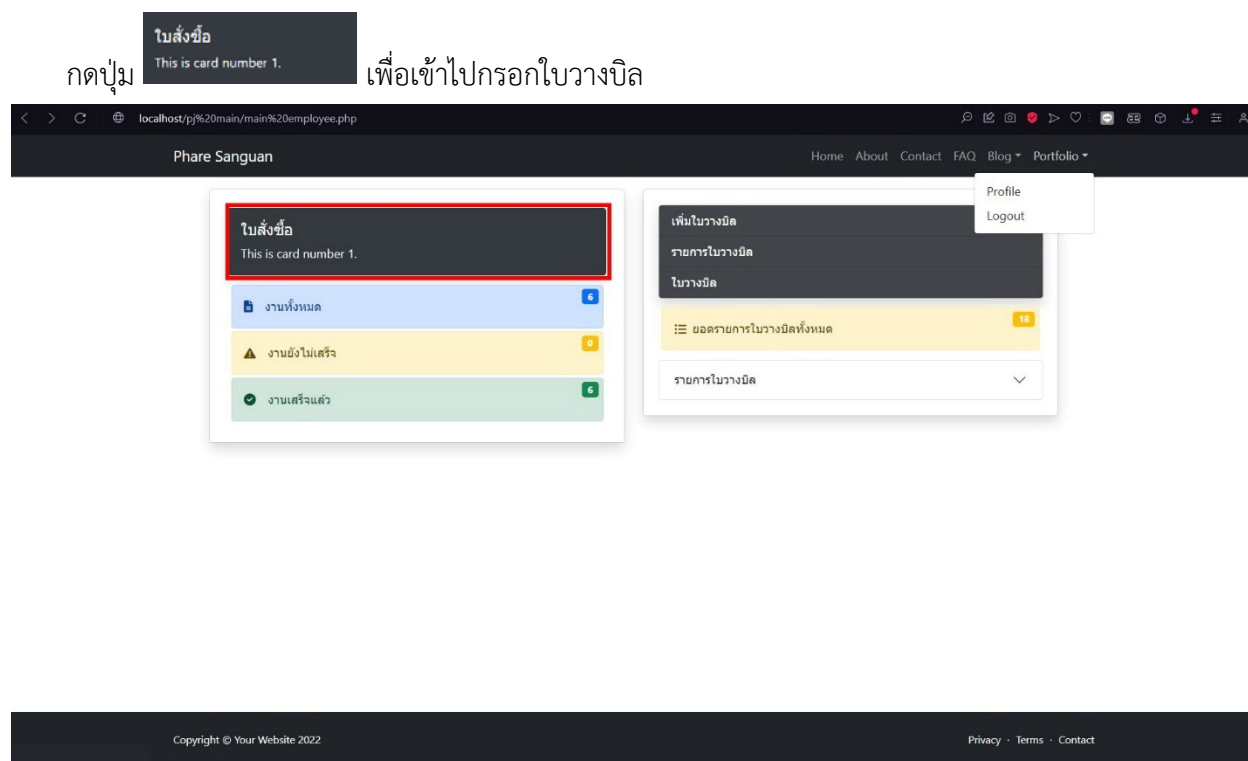 ใบสั่งซื้อ
This is card number 1.
กดปุ่ม เพื่อเข้าไปกรอกใบวางบิล
localhost/pj%20main/main%20employee.php
Phare Sanguan Home About Contact FAQ Blog Portfolio
Profile
Logout
ใบสั่งซื้อ
This is card number 1.
งานทั้งหมด 6
งานยังไม่เสร็จ 0
งานเสร็จแล้ว 6
เพิ่มใบวางบิล
รายการใบวางบิล
ใบวางบิล
ยอดรายการใบวางบิลทั้งหมด 18
รายการใบวางบิล
Copyright © Your Website 2022 Privacy · Terms · Contact